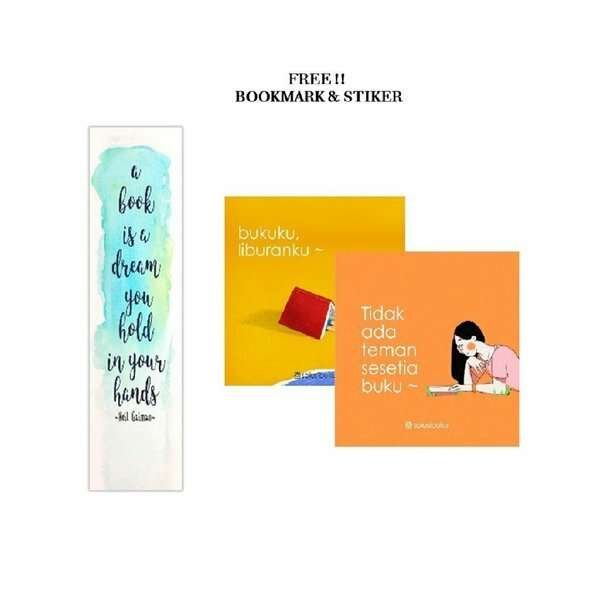 FREE!!
BOOKMARK & STIKER
a
book
is a
dream
you
hold
in your
hands
~Neil Gaiman~
bukuku,
liburanku ~
Tidak
ada
teman
sesetia
buku ~